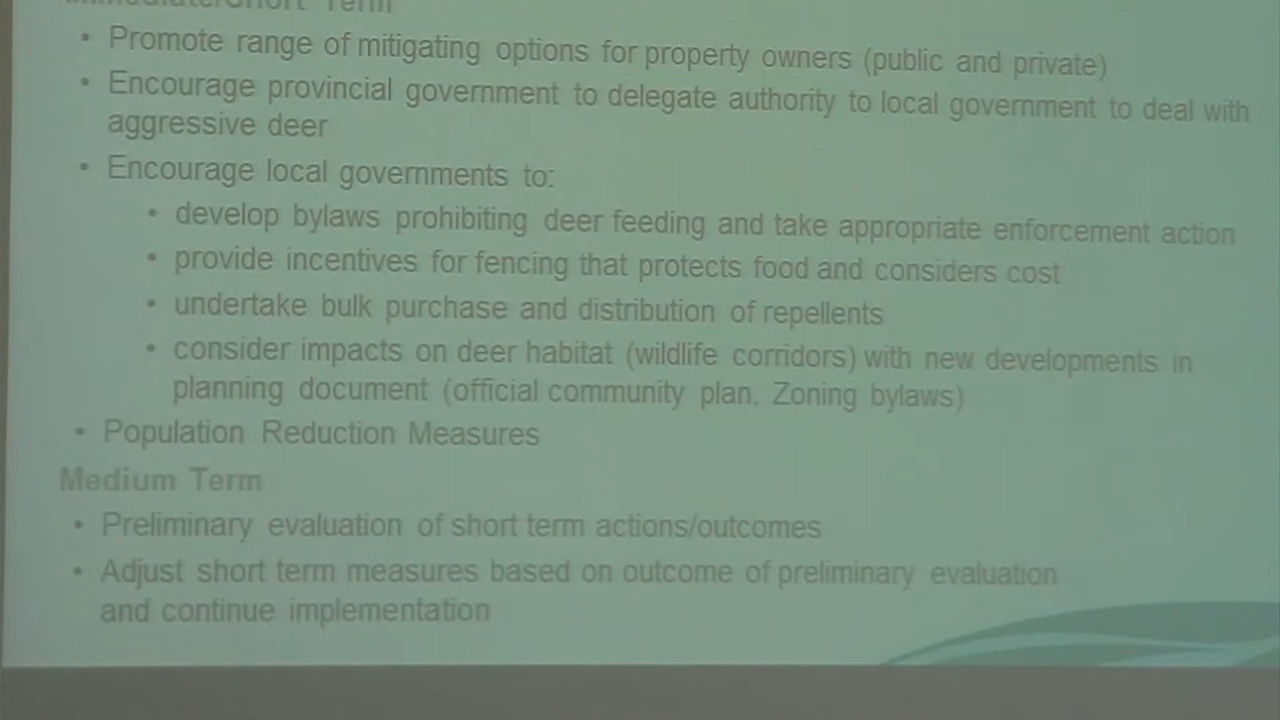 Immediate/Short Term
• Promote range of mitigating options for property owners (public and private)
• Encourage provincial government to delegate authority to local government to deal with
aggressive deer
• Encourage local governments to:
• develop bylaws prohibiting deer feeding and take appropriate enforcement action
• provide incentives for fencing that protects food and considers cost
• undertake bulk purchase and distribution of repellents
• consider impacts on deer habitat (wildlife corridors) with new developments in
planning document (official community plan, Zoning bylaws)
• Population Reduction Measures
Medium Term
• Preliminary evaluation of short term actions/outcomes
• Adjust short term measures based on outcome of preliminary evaluation
and continue implementation